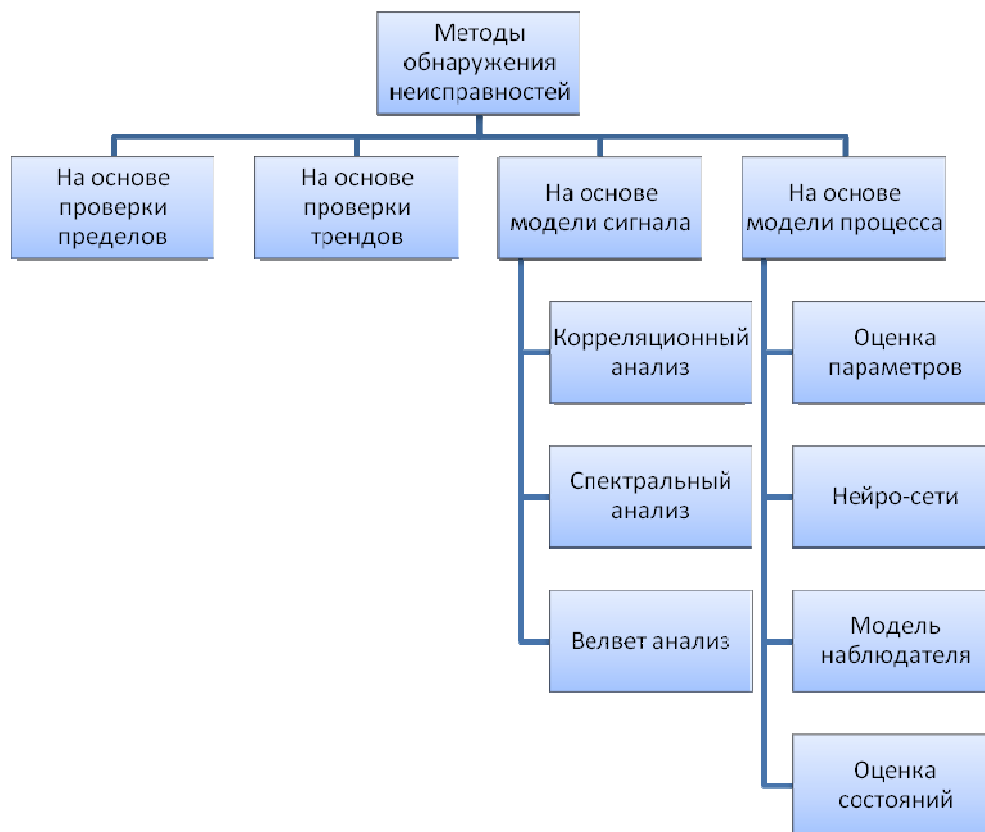 Методы
обнаружения
неисправностей
На основе
проверки
пределов
На основе
проверки
трендов
На основе
модели сигнала
На основе
модели процесса
Корреляционный
анализ
Спектральный
анализ
Велвет анализ
Оценка
параметров
Нейро-сети
Модель
наблюдателя
Оценка
состояний